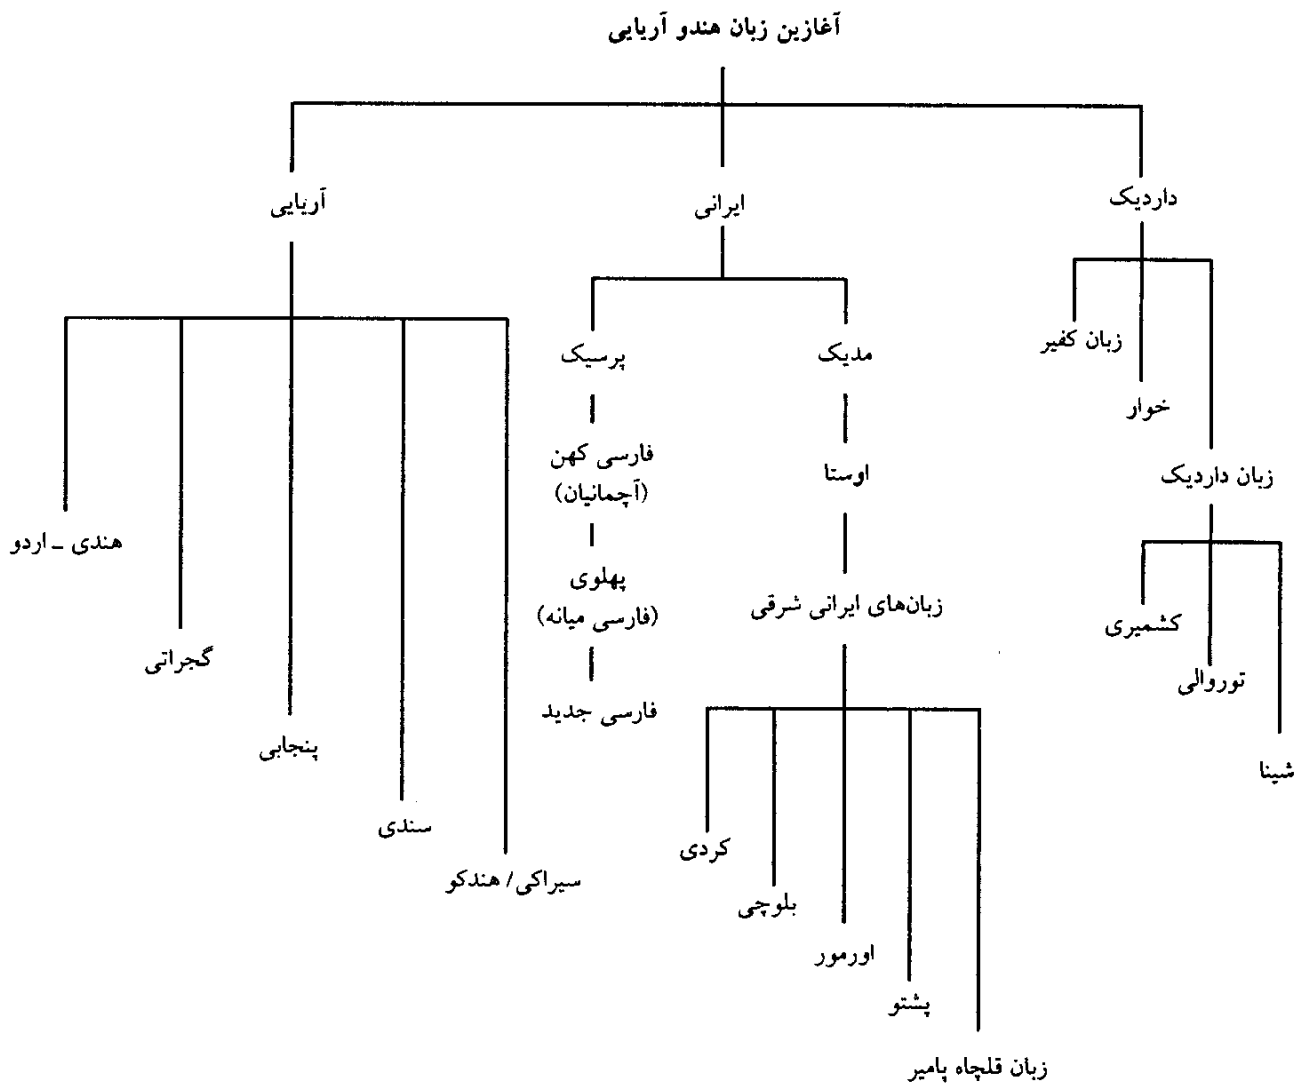 آغازین زبان هندو آریایی
داردیک
ایرانی
آریایی
زبان کفیر
خوار
زبان داردیک
کشمیری
توروالی
شینا
مدیک
اوستا
زبان‌های ایرانی شرقی
کردی
بلوچی
اورمور
پشتو
زبان قلچاه پامیر
پرسیک
فارسی کهن
(آچمانیان)
پهلوی
(فارسی میانه)
فارسی جدید
هندی ـ اردو
گجراتی
پنجابی
سندی
سیراکی/ هندکو